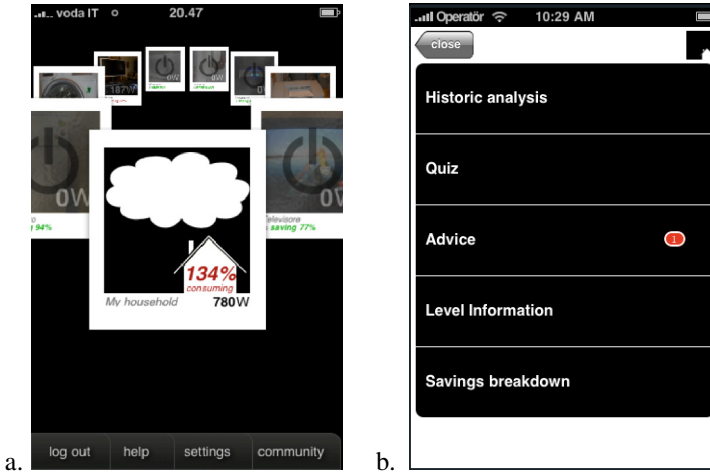 voda IT 20.47
0W 0W
187W 0W
0W 0W
Televisore
94% saving 77%
134%
consuming
My household 780W
log out help settings community
a.
Operatör 10:29 AM
close
Historic analysis
Quiz
Advice 1
Level Information
Savings breakdown
b.